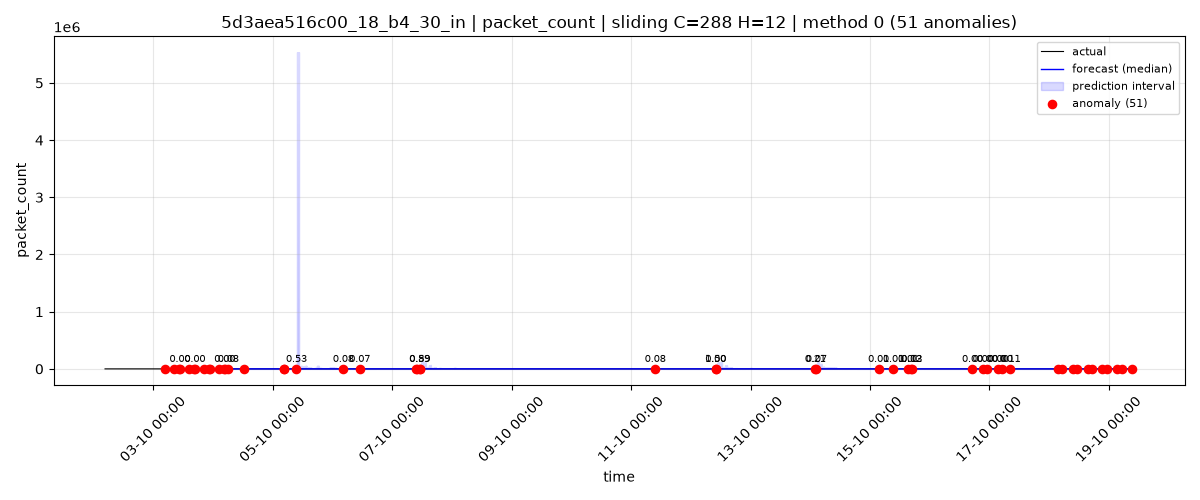 5d3aea516c00_18_b4_30_in | packet_count | sliding C=288 H=12 | method 0 (51 anomalies)
1e6
actual
forecast (median)
prediction interval
anomaly (51)
5
4
3
2
1
0
packet_count
0.53
0.08
0.07
0.08
03-10 00:00
05-10 00:00
07-10 00:00
09-10 00:00
11-10 00:00
13-10 00:00
15-10 00:00
17-10 00:00
19-10 00:00
time